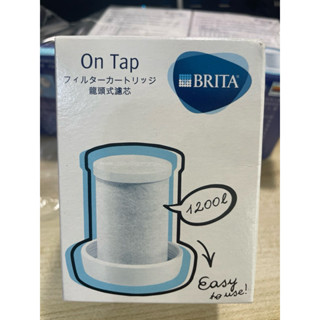 On Tap
フィルターカートリッジ
龍頭式濾芯
BRITA
1200l
Easy
to use!